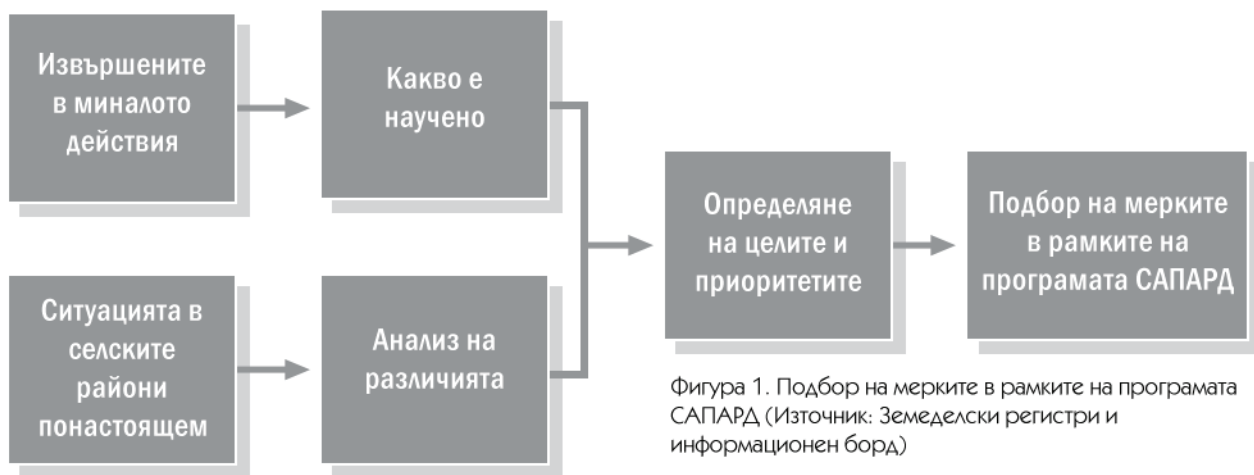 Извършените
в миналото
действия
Какво е
научено
Определяне
на целите и
приоритетите
Подбор на мерките
в рамките на
програмата САПАРД
Ситуацията в
селските
райони
понастоящем
Анализ на
различията
Фигура 1. Подбор на мерките в рамките на програмата
САПАРД (Източник: Земеделски регистри и
информационен борд)